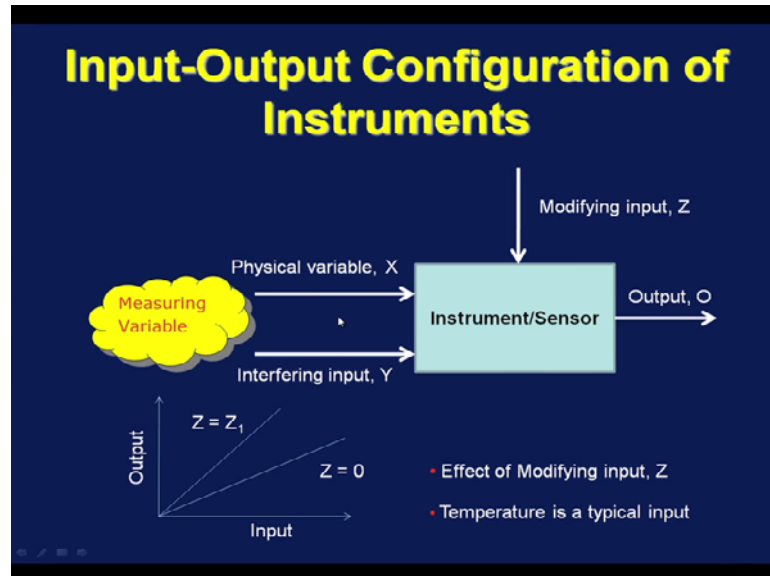 Input-Output Configuration of
Instruments
Modifying input, Z
Physical variable, X
Measuring
Variable
Instrument/Sensor
Output, O
Interfering input, Y
Z = Z₁
Z = 0
Output
Input
• Effect of Modifying input, Z
• Temperature is a typical input